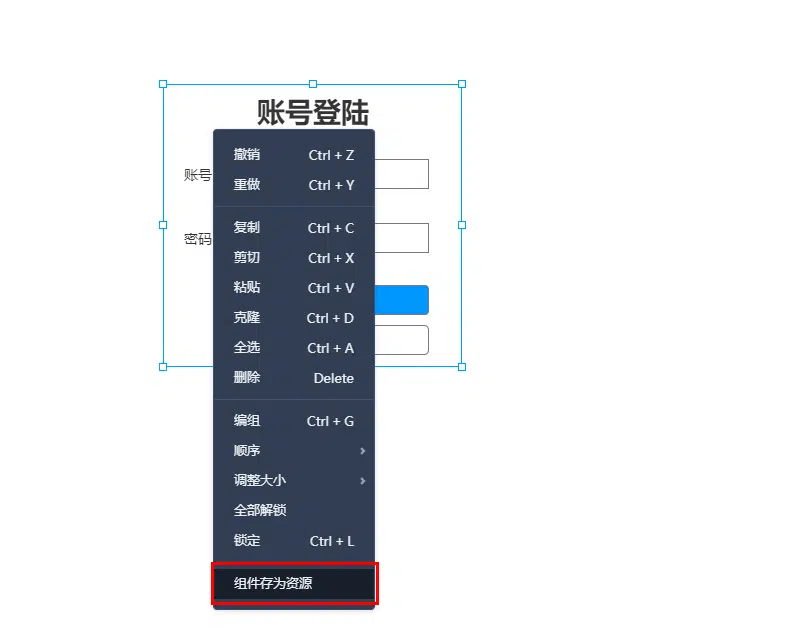 账号登陆
账号
密码
撤销 Ctrl + Z
重做 Ctrl + Y
复制 Ctrl + C
剪切 Ctrl + X
粘贴 Ctrl + V
克隆 Ctrl + D
全选 Ctrl + A
删除 Delete
编组 Ctrl + G
顺序
调整大小
全部解锁
锁定 Ctrl + L
组件存为资源